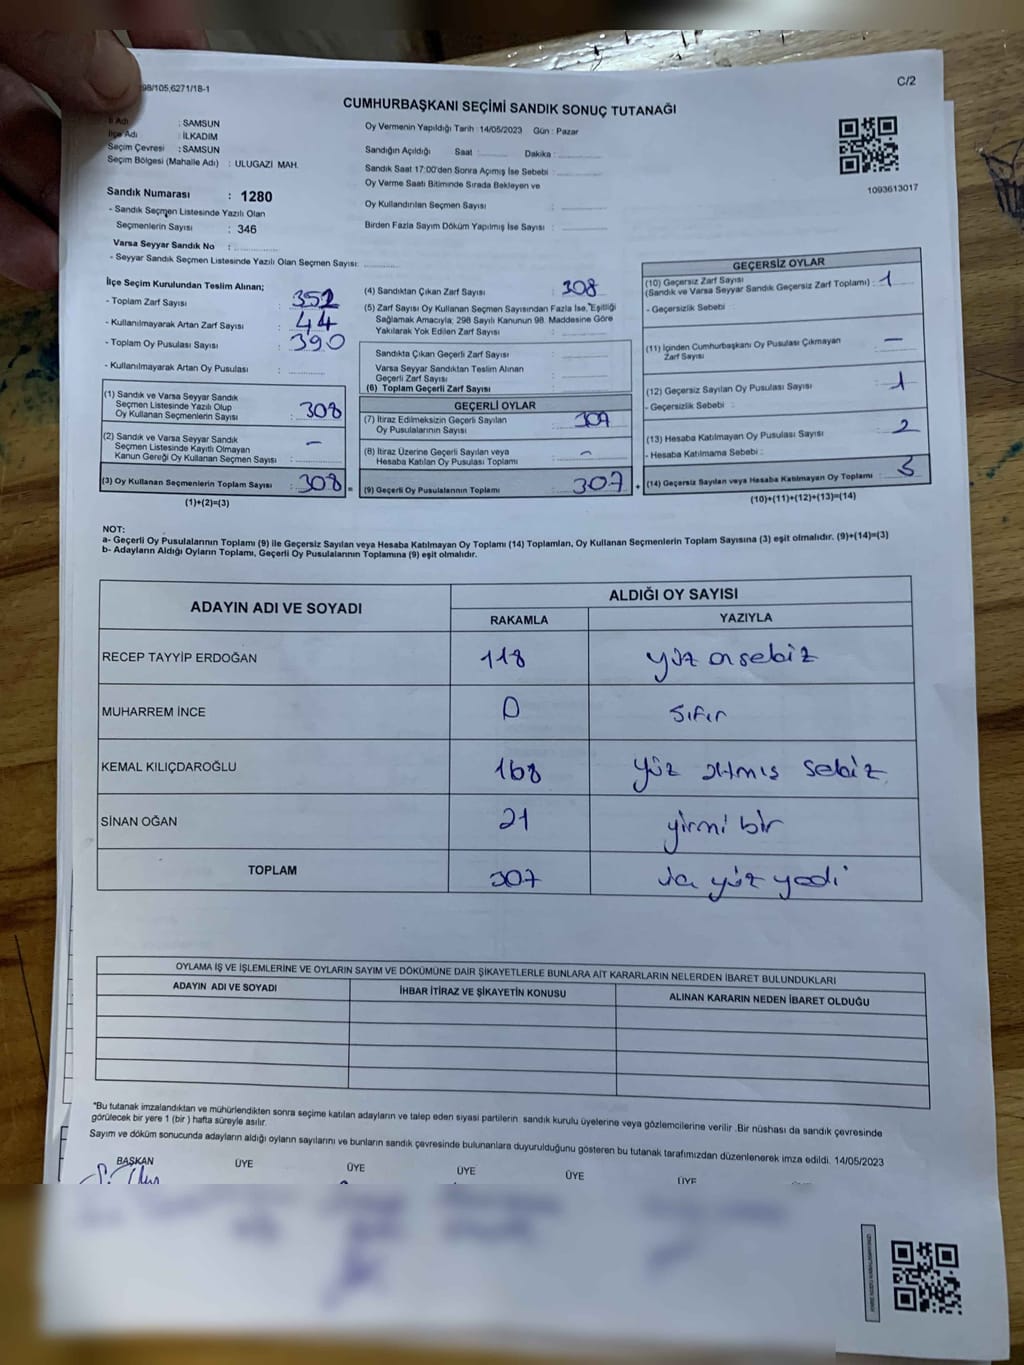 98/105,6271/18-1
C/2
CUMHURBAŞKANI SEÇİMİ SANDIK SONUÇ TUTANAĞI
İl Adı : SAMSUN
İlçe Adı : İLKADIM
Seçim Çevresi : SAMSUN
Seçim Bölgesi (Mahalle Adı) : ULUGAZİ MAH.
Sandık Numarası : 1280
- Sandık Seçmen Listesinde Yazılı Olan
Seçmenlerin Sayısı : 346
Varsa Seyyar Sandık No :
- Seyyar Sandık Seçmen Listesinde Yazılı Olan Seçmen Sayısı:
Oy Vermenin Yapıldığı Tarih :14/05/2023 Gün : Pazar
Sandığın Açıldığı Saat : Dakika :
Sandık Saat 17:00'den Sonra Açımış İse Sebebi :
Oy Varme Saati Bitiminde Sırada Bekleyen ve
Oy Kullandırılan Seçmen Sayısı :
Birden Fazla Sayım Döküm Yapılmış İse Sayısı :
1093613017
İlçe Seçim Kurulundan Teslim Alınan;
- Toplam Zarf Sayısı : 352
- Kullanılmayarak Artan Zarf Sayısı : 44
- Toplam Oy Pusulası Sayısı : 390
- Kullanılmayarak Artan Oy Pusulası :
(1) Sandık ve Varsa Seyyar Sandık
Seçmen Listesinde Yazılı Olup
Oy Kullanan Seçmenlerin Sayısı : 308
(2) Sandık ve Varsa Seyyar Sandık
Seçmen Listesinde Kayıtlı Olmayan
Kanun Gereği Oy Kullanan Seçmen Sayısı : -
(3) Oy Kullanan Seçmenlerin Toplam Sayısı : 308 =
(1)+(2)=(3)
(4) Sandıktan Çıkan Zarf Sayısı : 308
(5) Zarf Sayısı Oy Kullanan Seçmen Sayısından Fazla İse, Eşitliği
Sağlamak Amacıyla; 298 Sayılı Kanunun 98. Maddesine Göre
Yakılarak Yok Edilen Zarf Sayısı :
Sandıkta Çıkan Geçerli Zarf Sayısı :
Varsa Seyyar Sandıktan Teslim Alınan
Geçerli Zarf Sayısı :
(6) Toplam Geçerli Zarf Sayısı :
GEÇERLİ OYLAR
(7) İtiraz Edilmeksizin Geçerli Sayılan
Oy Pusulalarının Sayısı : 307
(8) İtiraz Üzerine Geçerli Sayılan veya
Hesaba Katılan Oy Pusulası Toplamı : -
(9) Geçerli Oy Pusulalarının Toplamı : 307 +
GEÇERSİZ OYLAR
(10) Geçersiz Zarf Sayısı
(Sandık ve Varsa Seyyar Sandık Geçersiz Zarf Toplamı) : 1
- Geçersizlik Sebebi :
(11) İçinden Cumhurbaşkanı Oy Pusulası Çıkmayan
Zarf Sayısı : -
(12) Geçersiz Sayılan Oy Pusulası Sayısı : 1
- Geçersizlik Sebebi :
(13) Hesaba Katılmayan Oy Pusulası Sayısı : 2
- Hesaba Katılmama Sebebi :
(14) Geçersiz Sayılan veya Hesaba Katılmayan Oy Toplamı :
(10)+(11)+(12)+(13)=(14)
NOT:
a- Geçerli Oy Pusulalarının Toplamı (9) ile Geçersiz Sayılan veya Hesaba Katılmayan Oy Toplamı (14) Toplamları, Oy Kullanan Seçmenlerin Toplam Sayısına (3) eşit olmalıdır. (9)+(14)=(3)
b- Adayların Aldığı Oyların Toplamı, Geçerli Oy Pusulalarının Toplamına (9) eşit olmalıdır.
ADAYIN ADI VE SOYADI
ALDIĞI OY SAYISI
RAKAMLA YAZIYLA
RECEP TAYYİP ERDOĞAN 118 yüz onsekiz
MUHARREM İNCE 0 sıfır
KEMAL KILIÇDAROĞLU 168 yüz altmış sekiz
SİNAN OĞAN 21 yirmi bir
TOPLAM 307 yüz yedi
OYLAMA İŞ VE İŞLEMLERİNE VE OYLARIN SAYIM VE DÖKÜMÜNE DAİR ŞİKAYETLERLE BUNLARA AİT KARARLARIN NELERDEN İBARET BULUNDUKLARI
ADAYIN ADI VE SOYADI İHBAR İTİRAZ VE ŞİKAYETİN KONUSU ALINAN KARARIN NEDEN İBARET OLDUĞU
*Bu tutanak imzalandıktan ve mühürlendikten sonra seçime katılan adayların ve talep eden siyasi partilerin sandık kurulu üyelerine veya gözlemcilerine verilir .Bir nüshası da sandık çevresinde
görülecek bir yere 1 (bir ) hafta süreyle asılır.
Sayım ve döküm sonucunda adayların aldığı oyların sayılarını ve bunların sandık çevresinde bulunanlara duyurulduğunu gösteren bu tutanak tarafımızdan düzenlenerek imza edildi. 14/05/2023
BAŞKAN ÜYE ÜYE ÜYE ÜYE ÜYE